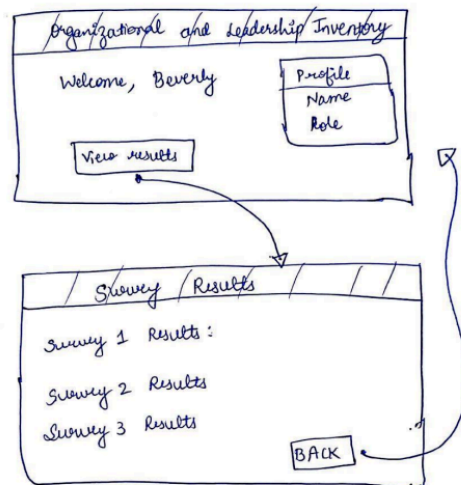 Organizational and Leadership Inventory
Welcome, Beverly
Profile
Name
Role
View results
Survey Results
Survey 1 Results:
Survey 2 Results
Survey 3 Results
BACK